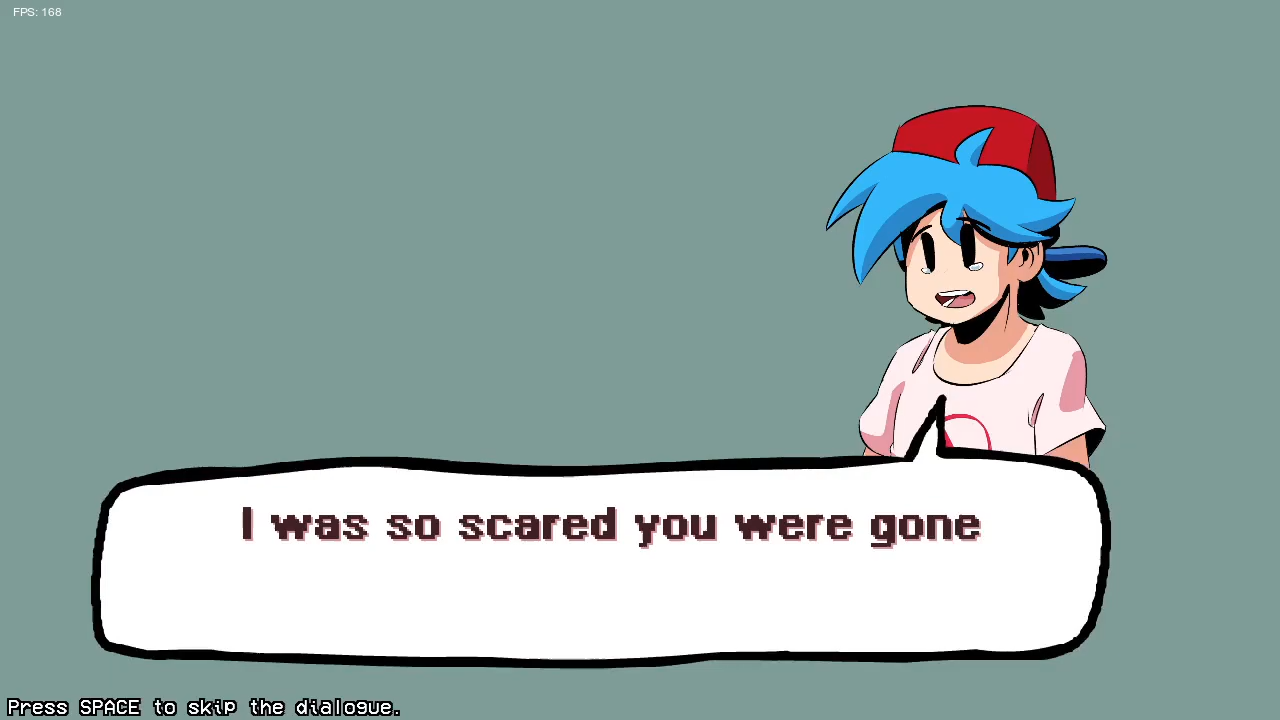 FPS: 168
I was so scared you were gone
Press SPACE to skip the dialogue.